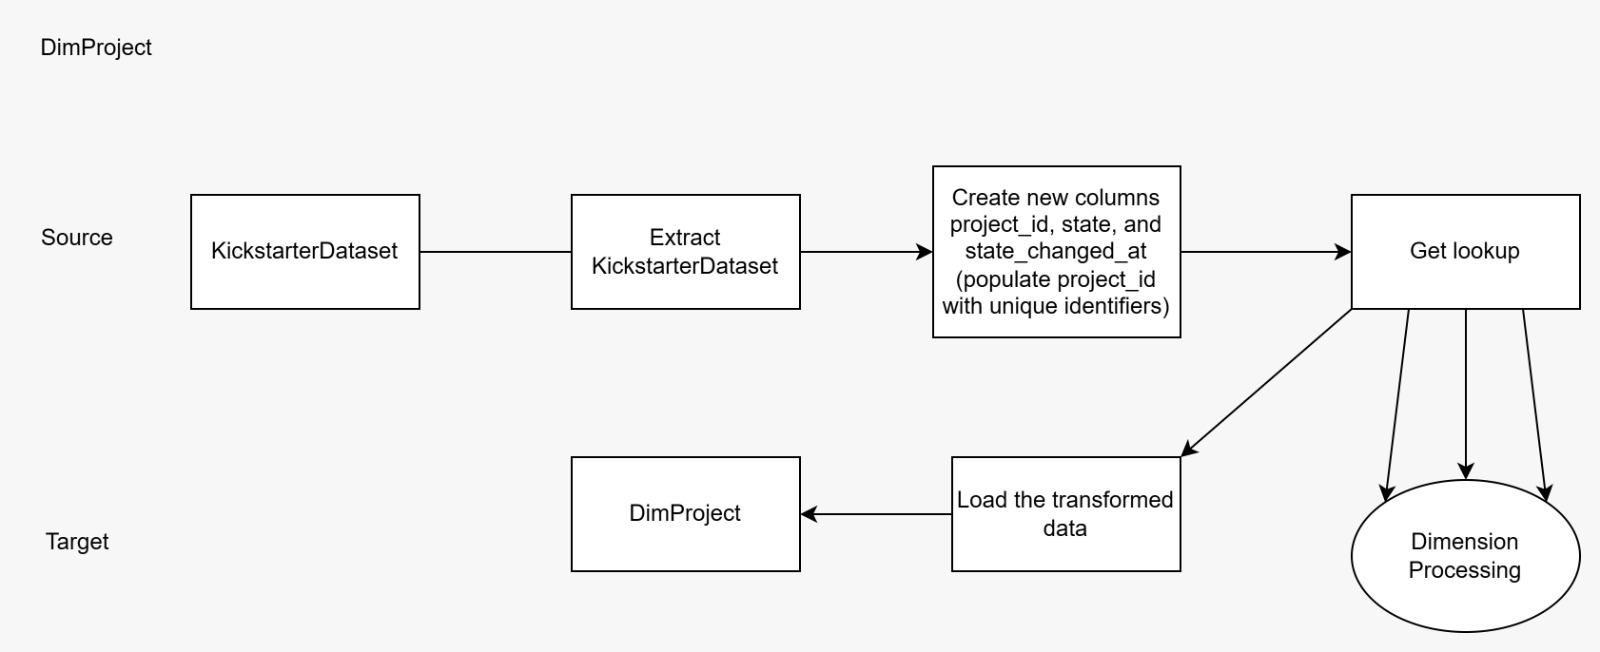 DimProject
Source
KickstarterDataset
Extract
KickstarterDataset
Create new columns
project_id, state, and
state_changed_at
(populate project_id
with unique identifiers)
Get lookup
Target
DimProject
Load the transformed
data
Dimension
Processing